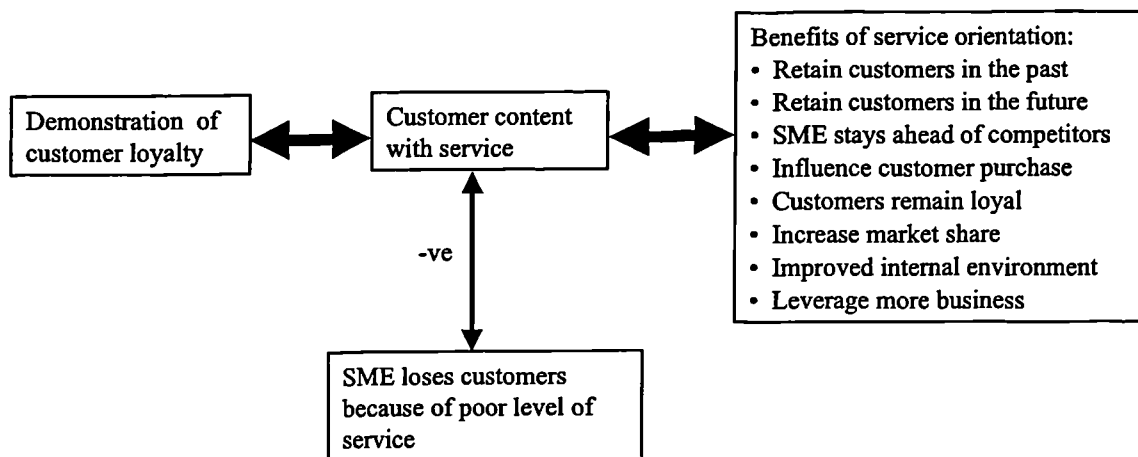 Demonstration of
customer loyalty
Customer content
with service
Benefits of service orientation:
• Retain customers in the past
• Retain customers in the future
• SME stays ahead of competitors
• Influence customer purchase
• Customers remain loyal
• Increase market share
• Improved internal environment
• Leverage more business
-ve
SME loses customers
because of poor level of
service